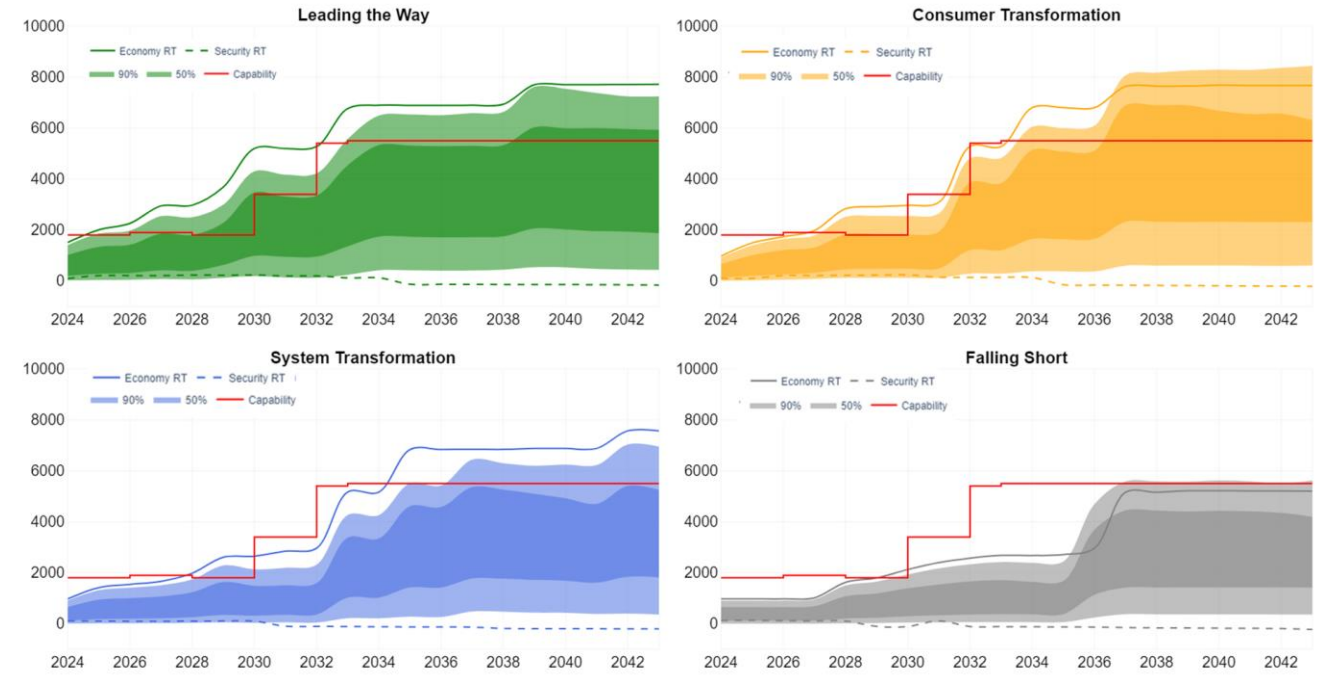 Leading the Way
10000
8000
6000
4000
2000
0
Economy RT Security RT
90% 50% Capability
2024 2026 2028 2030 2032 2034 2036 2038 2040 2042
Consumer Transformation
10000
8000
6000
4000
2000
0
Economy RT Security RT
90% 50% Capability
2024 2026 2028 2030 2032 2034 2036 2038 2040 2042
System Transformation
10000
8000
6000
4000
2000
0
Economy RT Security RT
90% 50% Capability
2024 2026 2028 2030 2032 2034 2036 2038 2040 2042
Falling Short
10000
8000
6000
4000
2000
0
Economy RT Security RT
90% 50% Capability
2024 2026 2028 2030 2032 2034 2036 2038 2040 2042